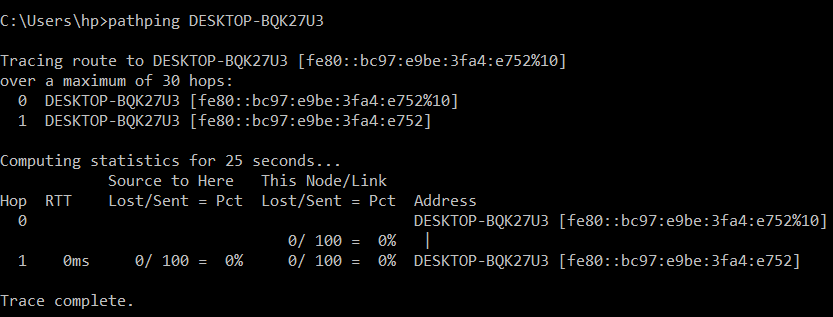 C:\Users\hp>pathping DESKTOP-BQK27U3
Tracing route to DESKTOP-BQK27U3 [fe80::bc97:e9be:3fa4:e752%10]
over a maximum of 30 hops:
  0  DESKTOP-BQK27U3 [fe80::bc97:e9be:3fa4:e752%10]
  1  DESKTOP-BQK27U3 [fe80::bc97:e9be:3fa4:e752]
Computing statistics for 25 seconds...
            Source to Here   This Node/Link
Hop  RTT    Lost/Sent = Pct  Lost/Sent = Pct  Address
  0                                           DESKTOP-BQK27U3 [fe80::bc97:e9be:3fa4:e752%10]
                                0/ 100 =  0%   |
  1    0ms     0/ 100 =  0%     0/ 100 =  0%  DESKTOP-BQK27U3 [fe80::bc97:e9be:3fa4:e752]
Trace complete.